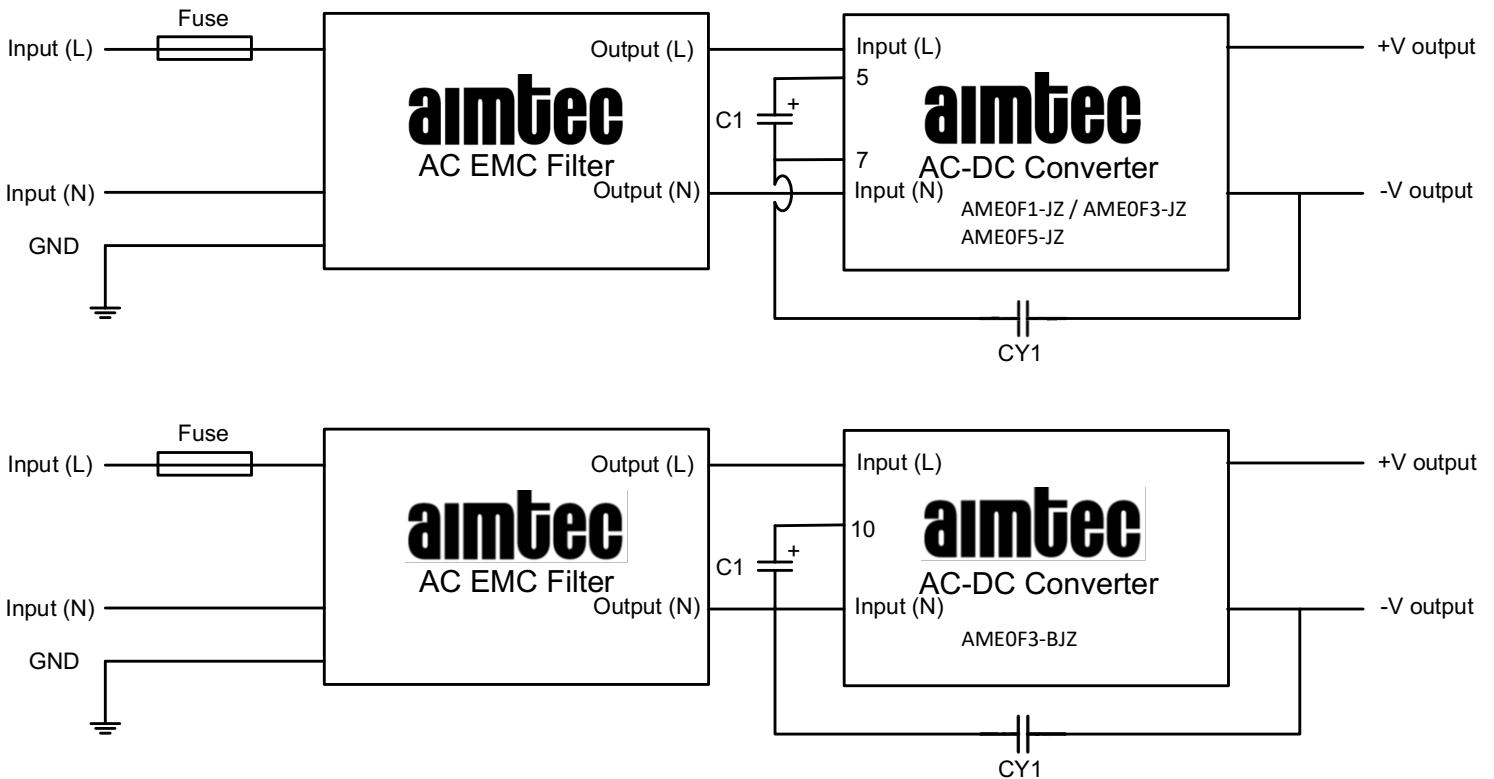 Fuse
Input (L)
Output (L)
Input (L)
+V output
5
C1
+
aimtec
AC EMC Filter
aimtec
AC-DC Converter
7
Input (N)
Output (N)
Input (N)
-V output
AME0F1-JZ / AME0F3-JZ
AME0F5-JZ
GND
CY1
Fuse
Input (L)
Output (L)
Input (L)
+V output
10
C1
+
aimtec
AC EMC Filter
aimtec
AC-DC Converter
Input (N)
Output (N)
Input (N)
-V output
AME0F3-BJZ
GND
CY1